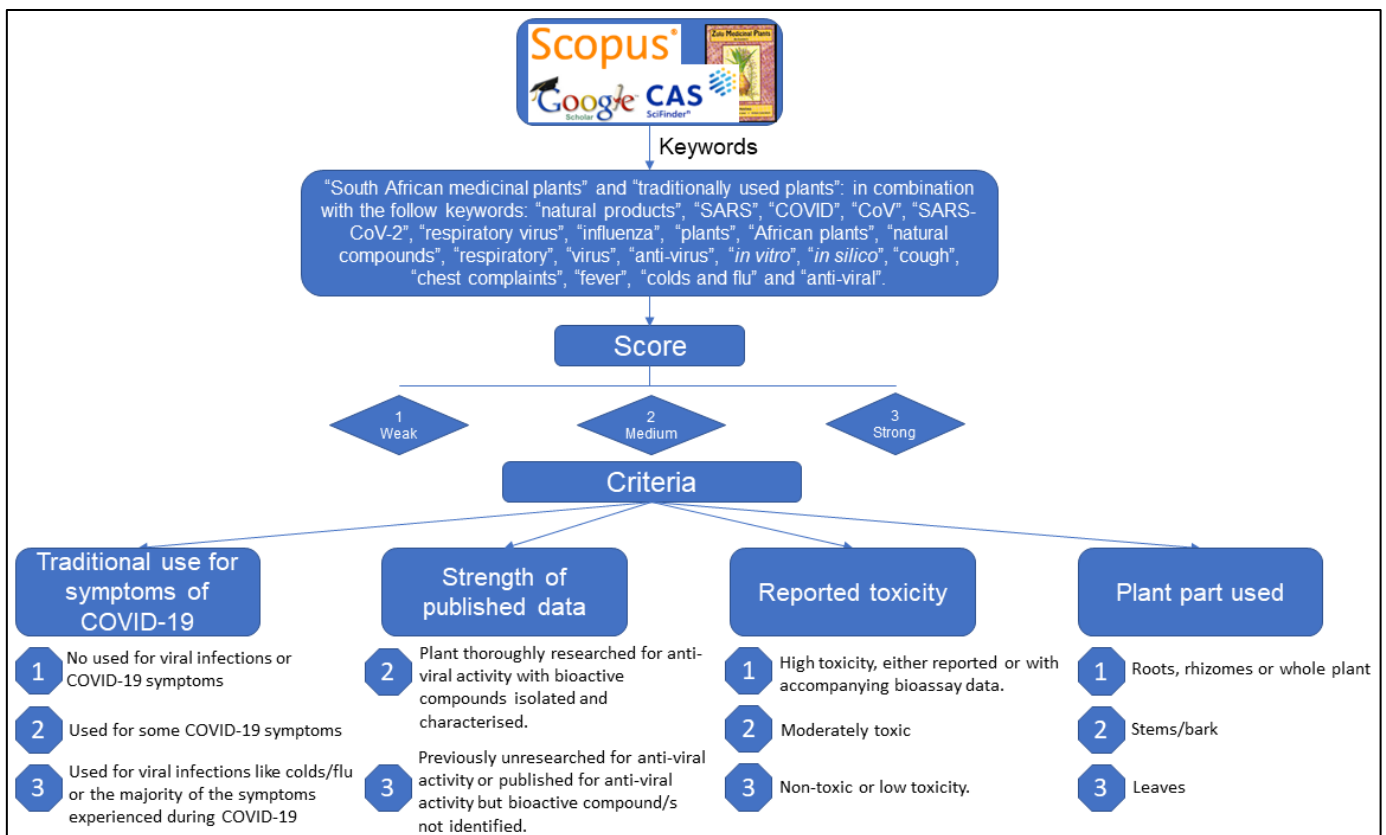 Scopus®
Zulu Medicinal Plants
Google
Scholar
CAS
SciFinderⁿ
Keywords
“South African medicinal plants” and “traditionally used plants”: in combination
with the follow keywords: “natural products”, “SARS”, “COVID”, “CoV”, “SARS-
CoV-2”, “respiratory virus”, “influenza”, “plants”, “African plants”, “natural
compounds”, “respiratory”, “virus”, “anti-virus”, “in vitro”, “in silico”, “cough”,
“chest complaints”, “fever”, “colds and flu” and “anti-viral”.
Score
1
Weak
2
Medium
3
Strong
Criteria
Traditional use for
symptoms of
COVID-19
1
No used for viral infections or
COVID-19 symptoms
2
Used for some COVID-19 symptoms
3
Used for viral infections like colds/flu
or the majority of the symptoms
experienced during COVID-19
Strength of
published data
2
Plant thoroughly researched for anti-
viral activity with bioactive
compounds isolated and
characterised.
3
Previously unresearched for anti-viral
activity or published for anti-viral
activity but bioactive compound/s
not identified.
Reported toxicity
1
High toxicity, either reported or with
accompanying bioassay data.
2
Moderately toxic
3
Non-toxic or low toxicity.
Plant part used
1
Roots, rhizomes or whole plant
2
Stems/bark
3
Leaves